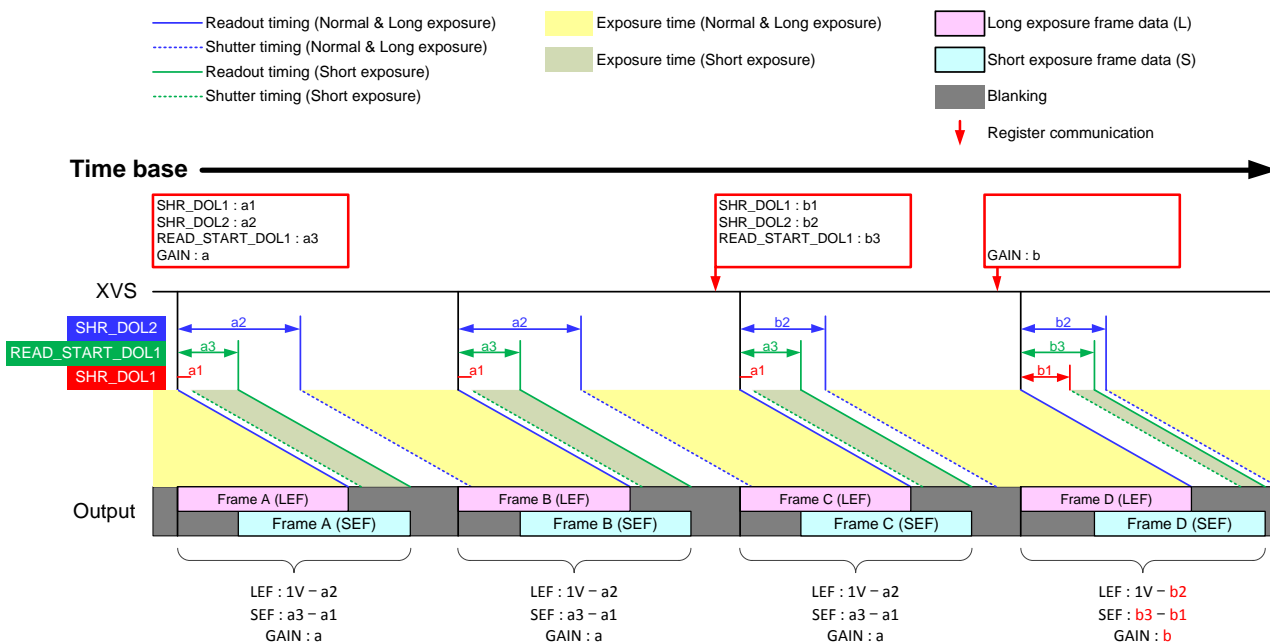 Readout timing (Normal & Long exposure)
Shutter timing (Normal & Long exposure)
Readout timing (Short exposure)
Shutter timing (Short exposure)
Exposure time (Normal & Long exposure)
Exposure time (Short exposure)
Long exposure frame data (L)
Short exposure frame data (S)
Blanking
Register communication
Time base
SHR_DOL1 : a1
SHR_DOL2 : a2
READ_START_DOL1 : a3
GAIN : a
SHR_DOL1 : b1
SHR_DOL2 : b2
READ_START_DOL1 : b3
GAIN : b
XVS
SHR_DOL2
a2
a2
b2
b2
READ_START_DOL1
a3
a3
a3
b3
SHR_DOL1
a1
a1
a1
b1
Output
Frame A (LEF)
Frame B (LEF)
Frame C (LEF)
Frame D (LEF)
Frame A (SEF)
Frame B (SEF)
Frame C (SEF)
Frame D (SEF)
LEF : 1V – a2
SEF : a3 – a1
GAIN : a
LEF : 1V – a2
SEF : a3 – a1
GAIN : a
LEF : 1V – a2
SEF : a3 – a1
GAIN : a
LEF : 1V – b2
SEF : b3 – b1
GAIN : b